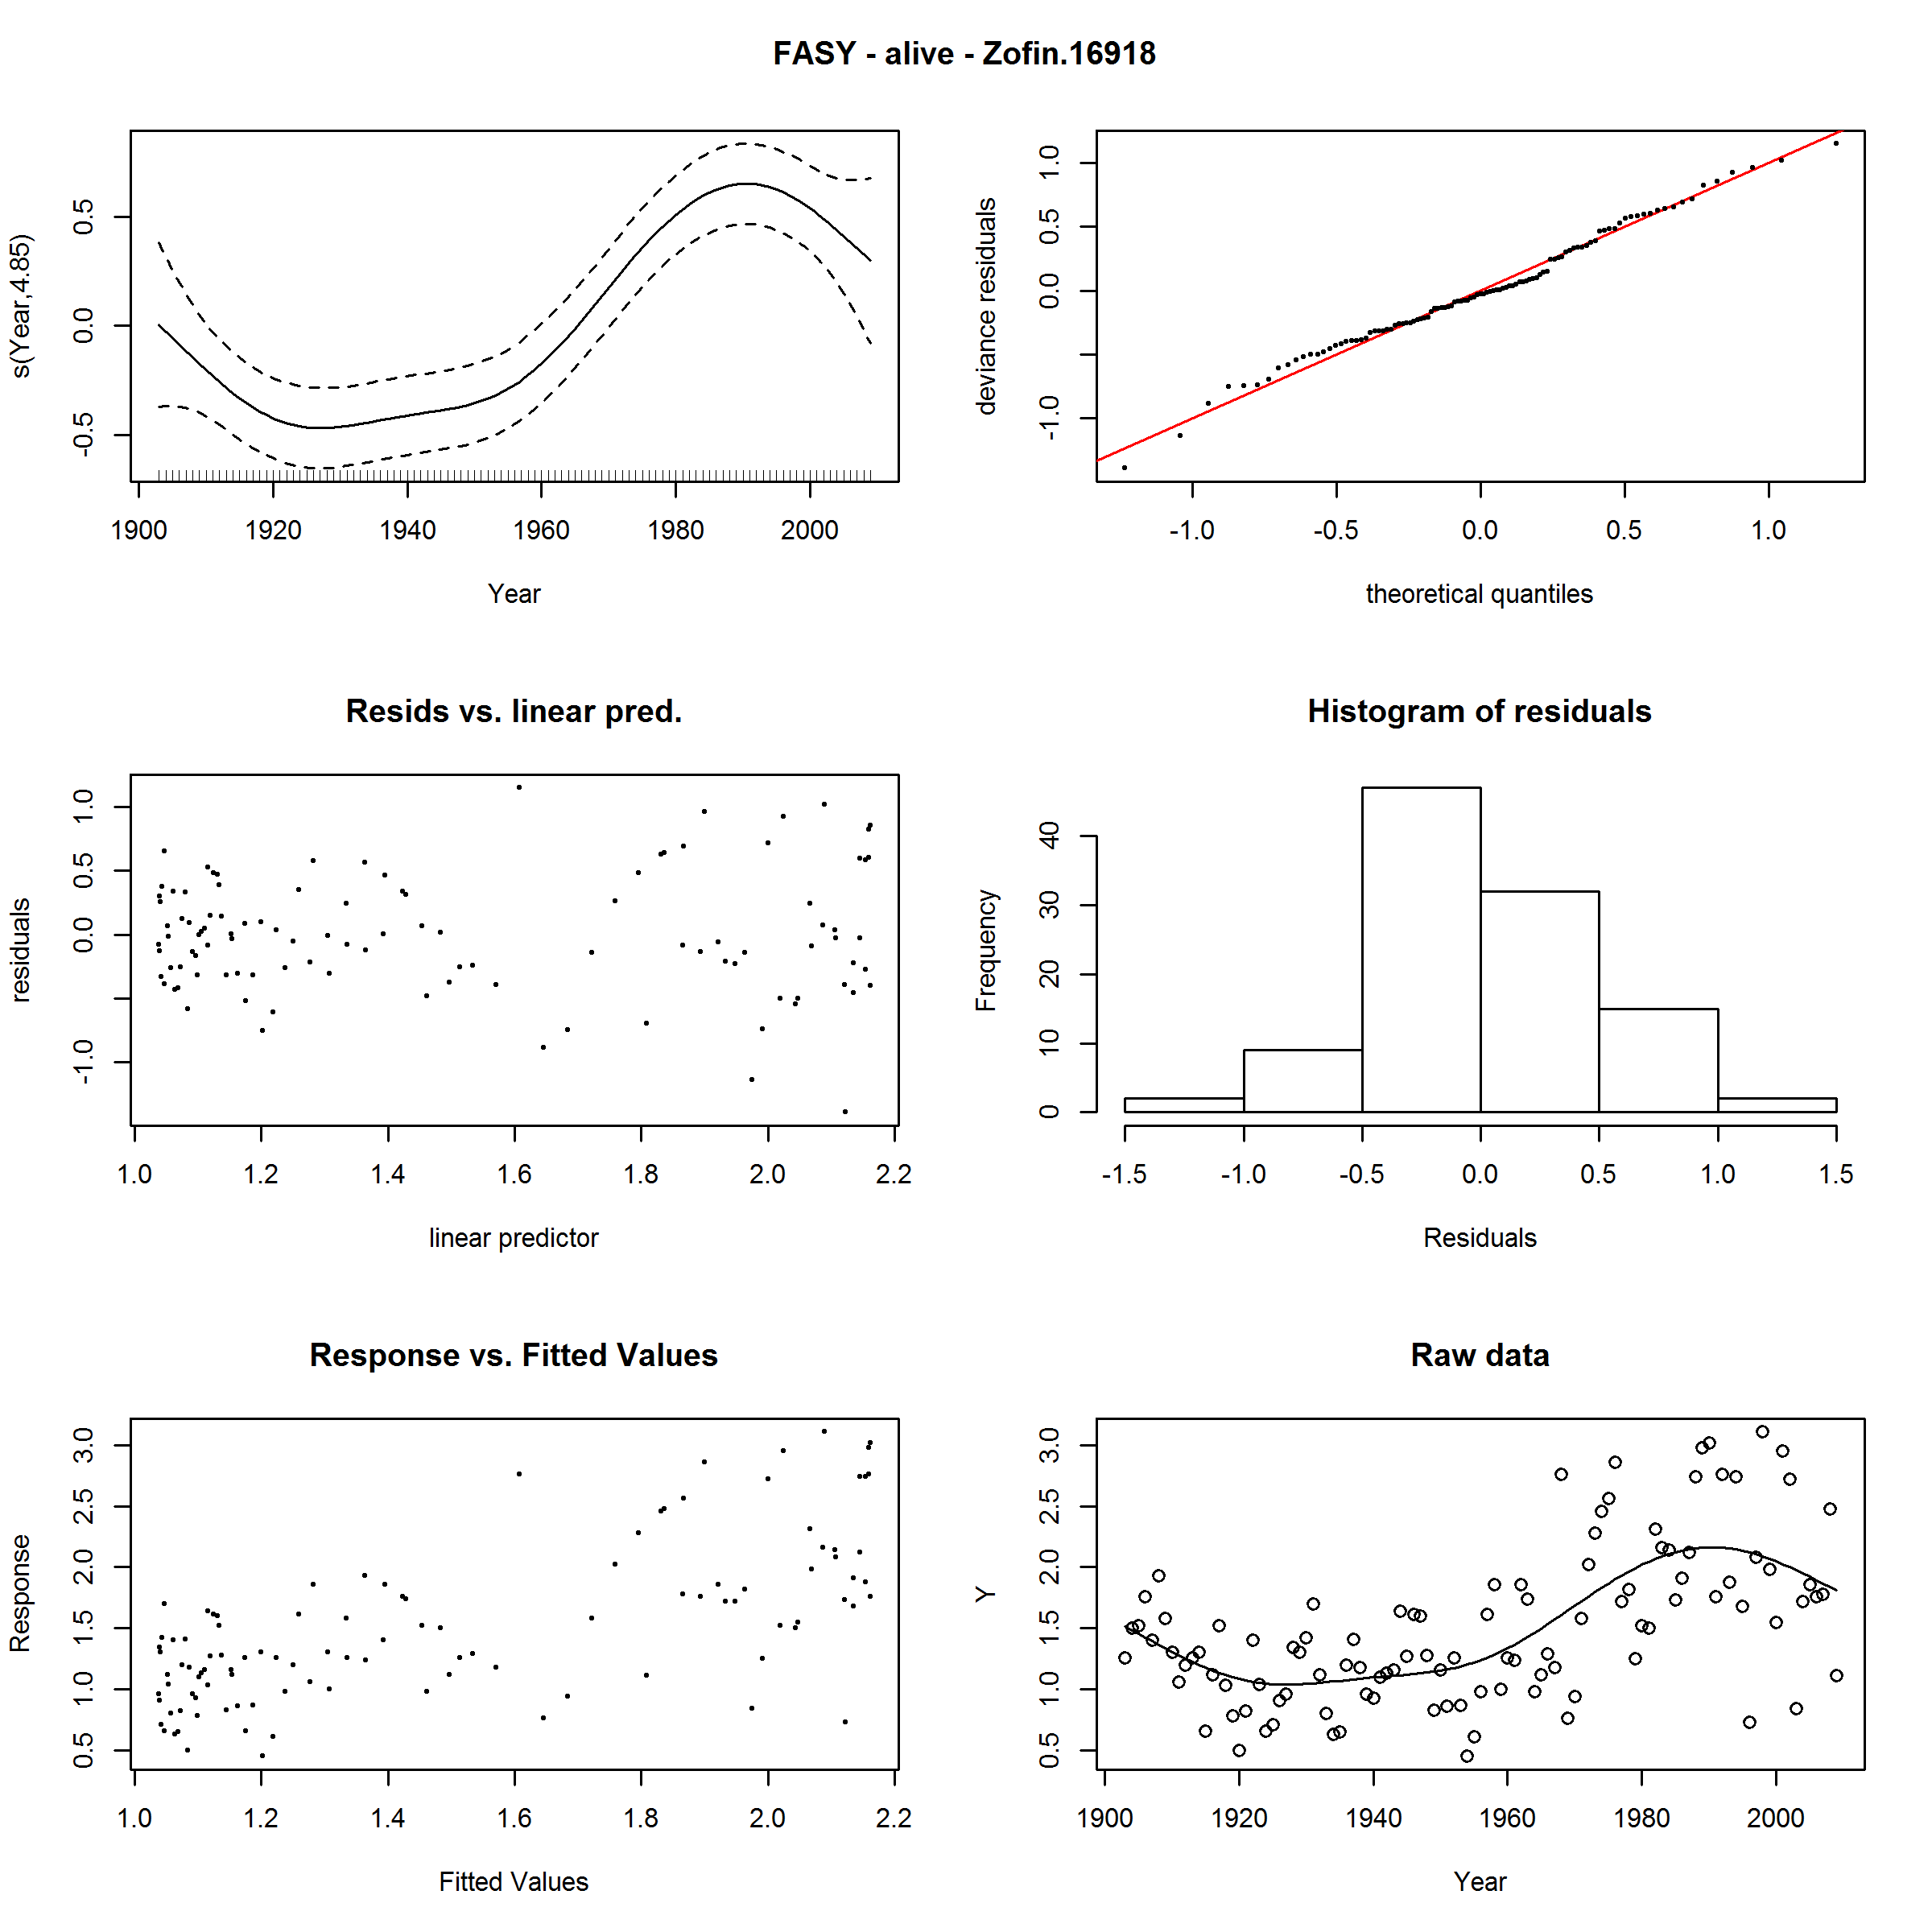 FASY - alive - Zofin.16918
s(Year,4.85)
-0.5 0.0 0.5
1900 1920 1940 1960 1980 2000
Year
deviance residuals
-1.0 0.0 0.5 1.0
-1.0 -0.5 0.0 0.5 1.0
theoretical quantiles
Resids vs. linear pred.
residuals
-1.0 0.0 0.5 1.0
1.0 1.2 1.4 1.6 1.8 2.0 2.2
linear predictor
Histogram of residuals
Frequency
0 10 20 30 40
-1.5 -1.0 -0.5 0.0 0.5 1.0 1.5
Residuals
Response vs. Fitted Values
Response
0.5 1.0 1.5 2.0 2.5 3.0
1.0 1.2 1.4 1.6 1.8 2.0 2.2
Fitted Values
Raw data
Y
0.5 1.0 1.5 2.0 2.5 3.0
1900 1920 1940 1960 1980 2000
Year